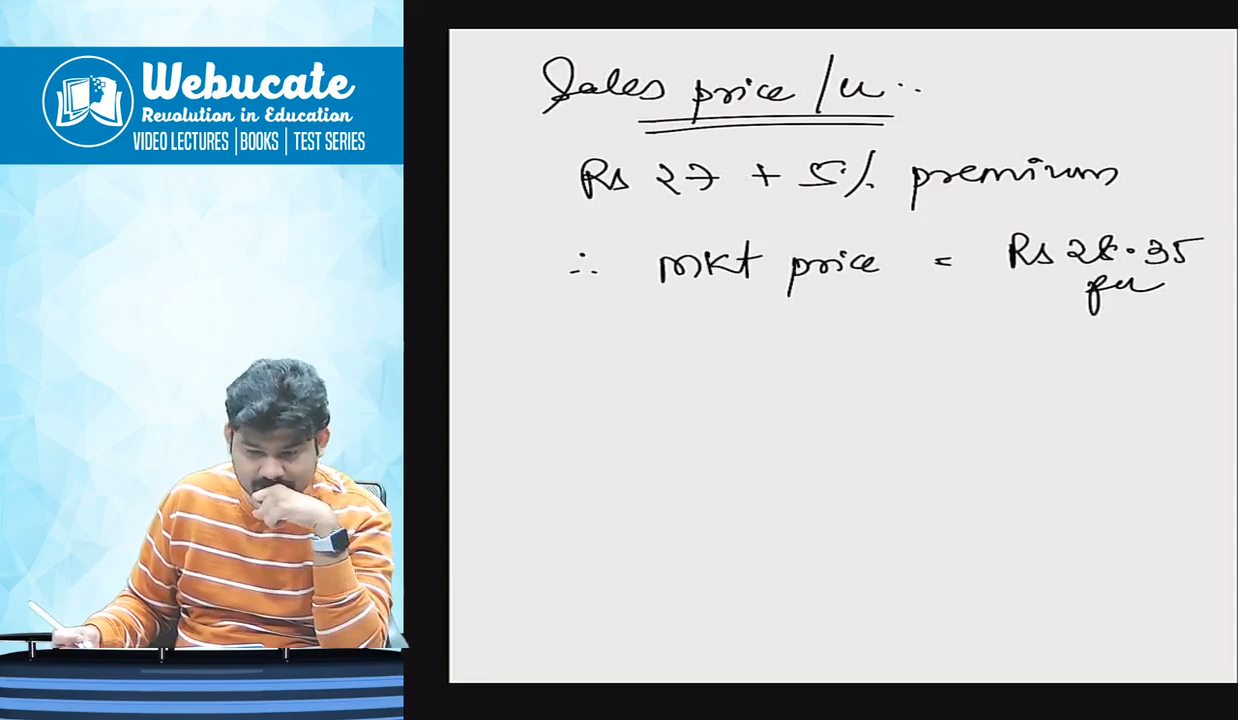 Webucate
Revolution in Education
VIDEO LECTURES | BOOKS | TEST SERIES
Sales price /u..
Rs 27 + 5% premium
∴ mkt price = Rs 28.35
per